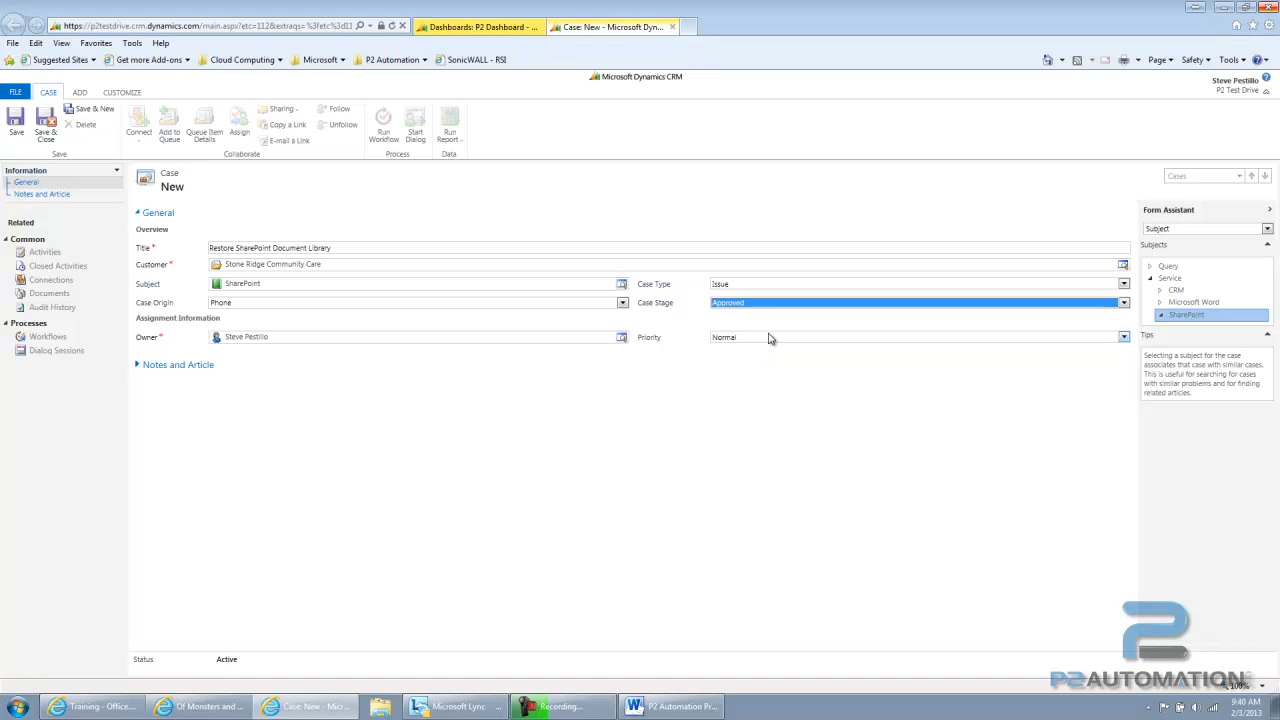 https://p2testdrive.crm.dynamics.com/main.aspx?etc=112&extraqs=%3fetc%3d11
Dashboards: P2 Dashboard - ...
Case: New - Microsoft Dyn...
File Edit View Favorites Tools Help
Suggested Sites Get more Add-ons Cloud Computing Microsoft P2 Automation SonicWALL - RSI
Page Safety Tools
Microsoft Dynamics CRM
Steve Pestillo
P2 Test Drive
FILE CASE ADD CUSTOMIZE
Save
Save & Close
Save & New
Delete
Save
Connect
Add to Queue
Queue Item Details
Assign
Sharing
Copy a Link
E-mail a Link
Follow
Unfollow
Collaborate
Run Workflow
Start Dialog
Process
Run Report
Data
Information
General
Notes and Article
Related
Common
Activities
Closed Activities
Connections
Documents
Audit History
Processes
Workflows
Dialog Sessions
Case
New
Cases
General
Overview
Title * Restore SharePoint Document Library
Customer * Stone Ridge Community Care
Subject SharePoint Case Type Issue
Case Origin Phone Case Stage Approved
Assignment Information
Owner * Steve Pestillo Priority Normal
Notes and Article
Form Assistant
Subject
Subjects
Query
Service
CRM
Microsoft Word
SharePoint
Tips
Selecting a subject for the case
associates that case with similar cases.
This is useful for searching for cases
with similar problems and for finding
related articles.
Status Active
P2AUTOMATION
100%
Training - Office...
Of Monsters and ...
Case: New - Micr...
Microsoft Lync ...
Recording...
P2 Automation Pr...
9:40 AM
2/3/2013